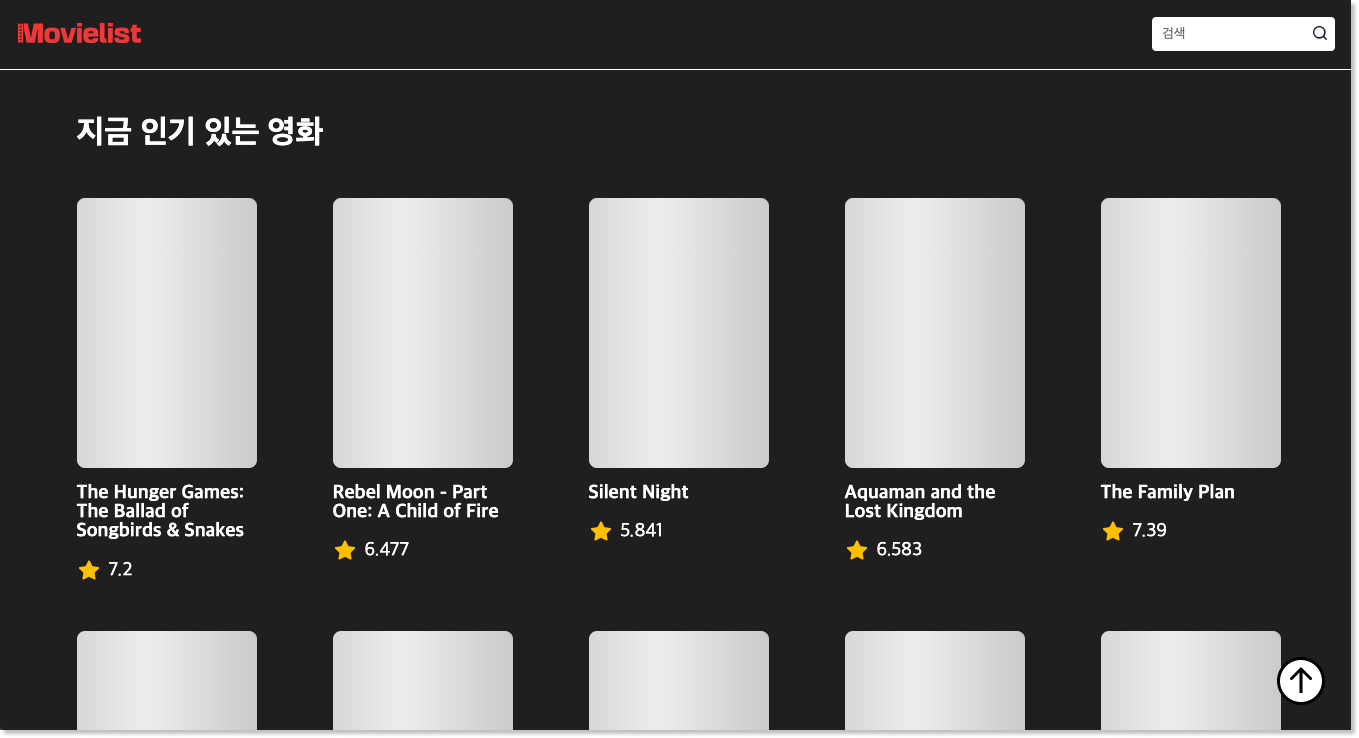 Movielist
검색
지금 인기 있는 영화
The Hunger Games:
The Ballad of
Songbirds & Snakes
7.2
Rebel Moon - Part
One: A Child of Fire
6.477
Silent Night
5.841
Aquaman and the
Lost Kingdom
6.583
The Family Plan
7.39